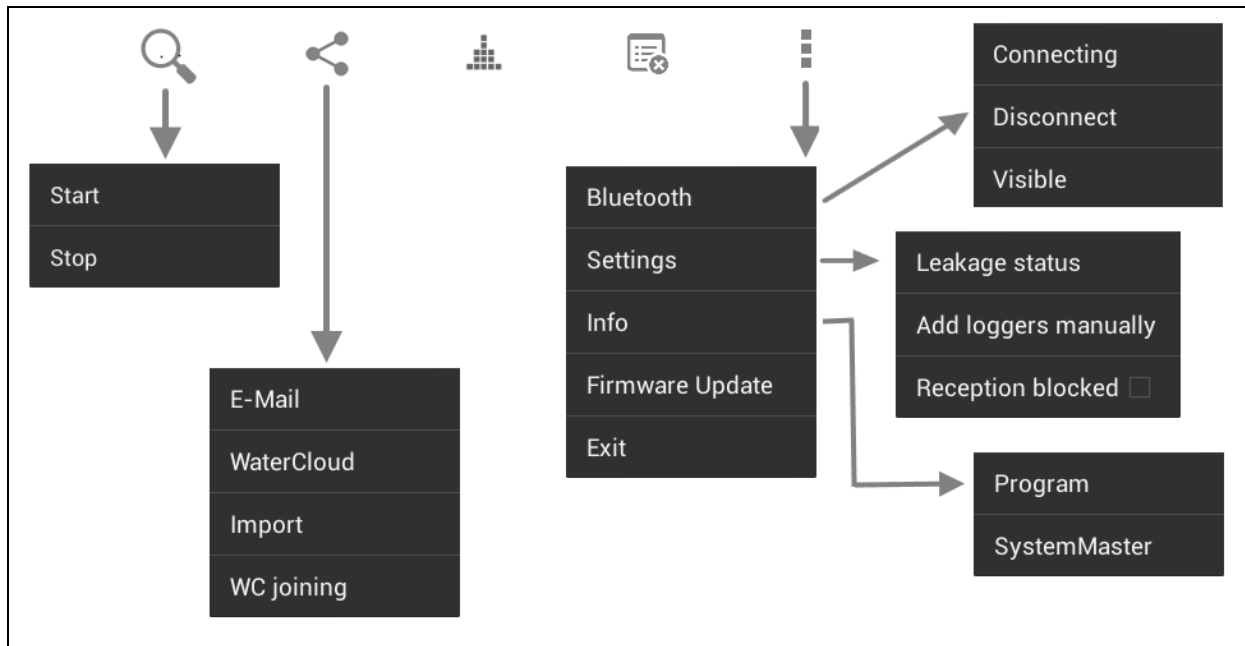 Start
Stop
E-Mail
WaterCloud
Import
WC joining
Bluetooth
Settings
Info
Firmware Update
Exit
Connecting
Disconnect
Visible
Leakage status
Add loggers manually
Reception blocked
Program
SystemMaster